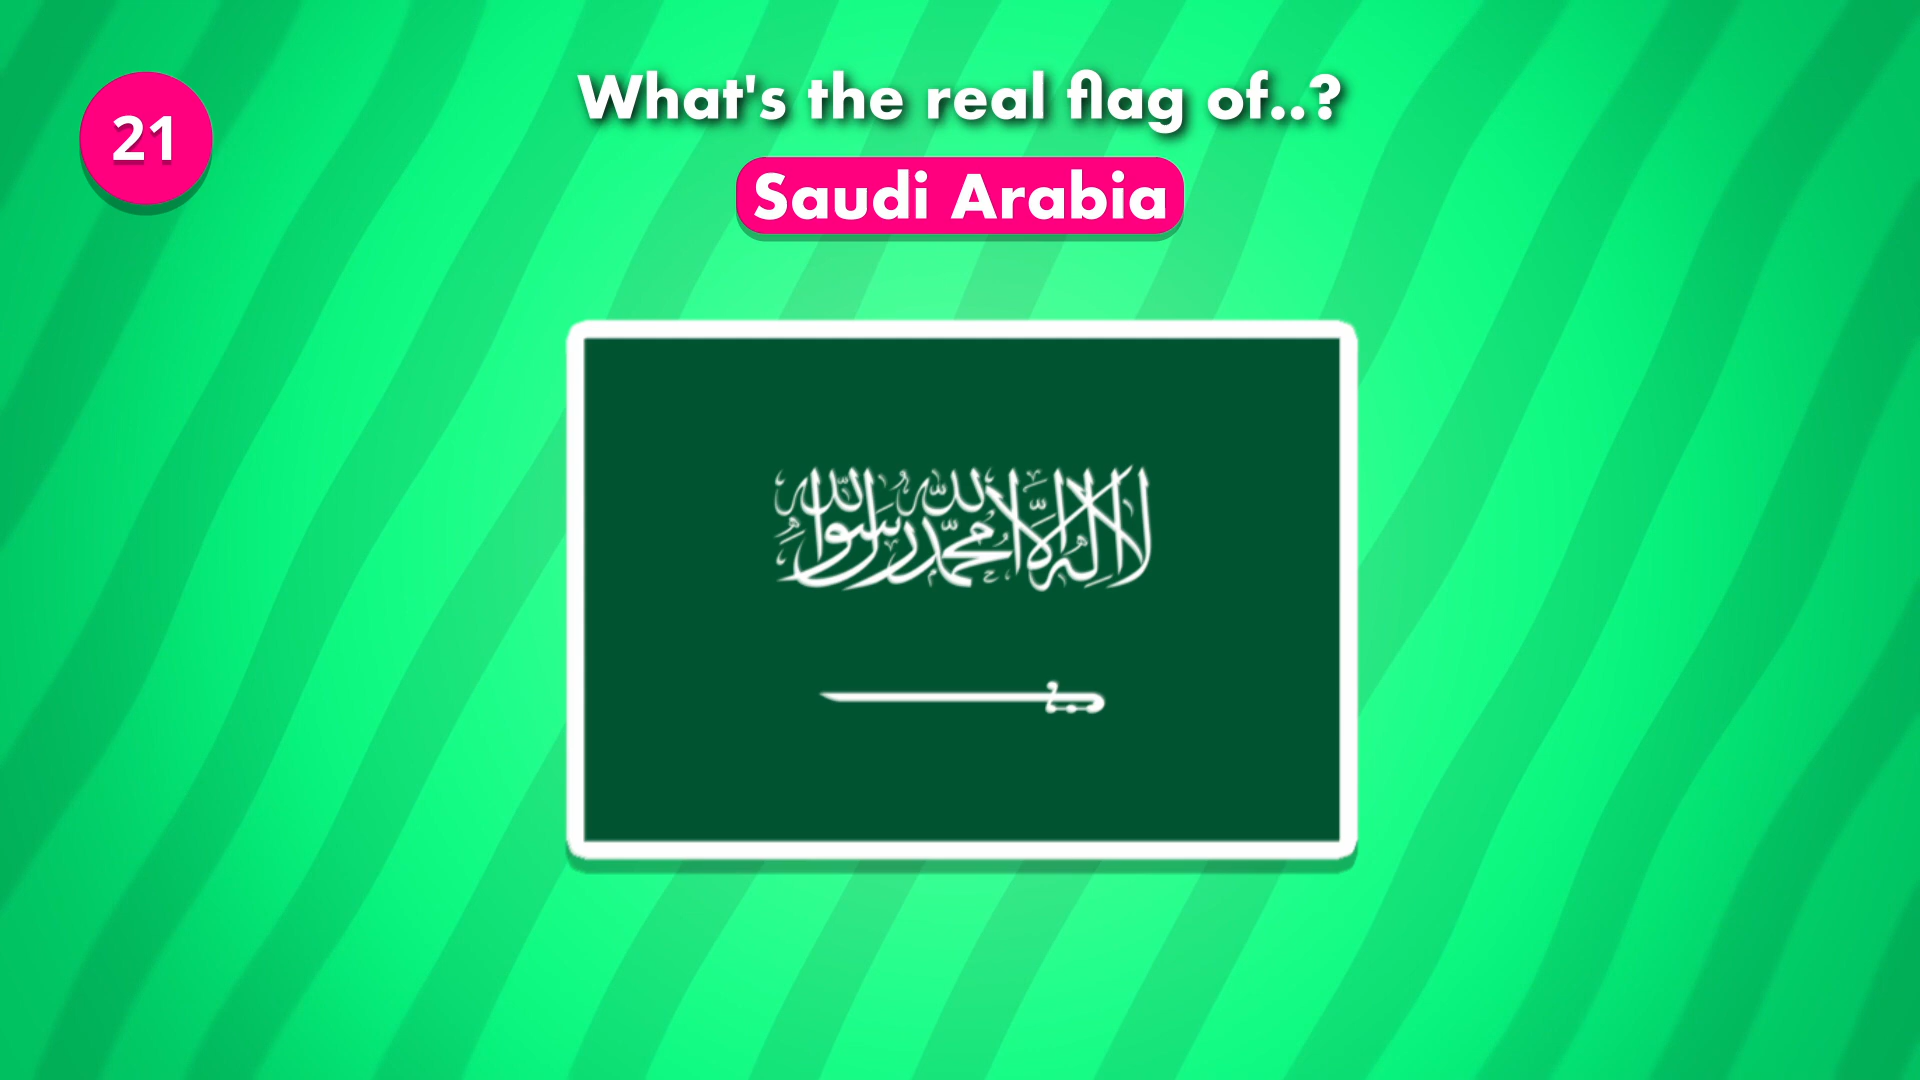 21
What's the real flag of..?
Saudi Arabia
لا إله إلا الله محمد رسول الله